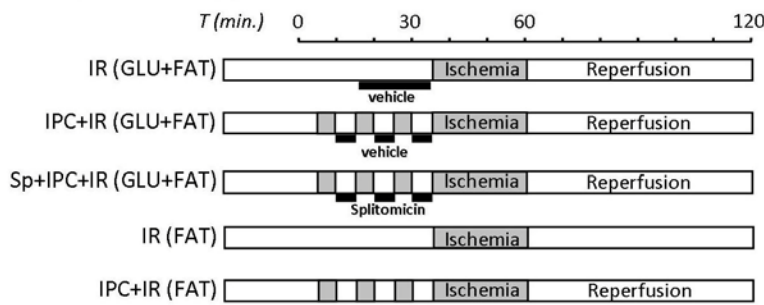 T (min.) 0 30 60 120
IR (GLU+FAT) Ischemia Reperfusion
vehicle
IPC+IR (GLU+FAT) Ischemia Reperfusion
vehicle
Sp+IPC+IR (GLU+FAT) Ischemia Reperfusion
Splitomicin
IR (FAT) Ischemia Reperfusion
IPC+IR (FAT) Ischemia Reperfusion